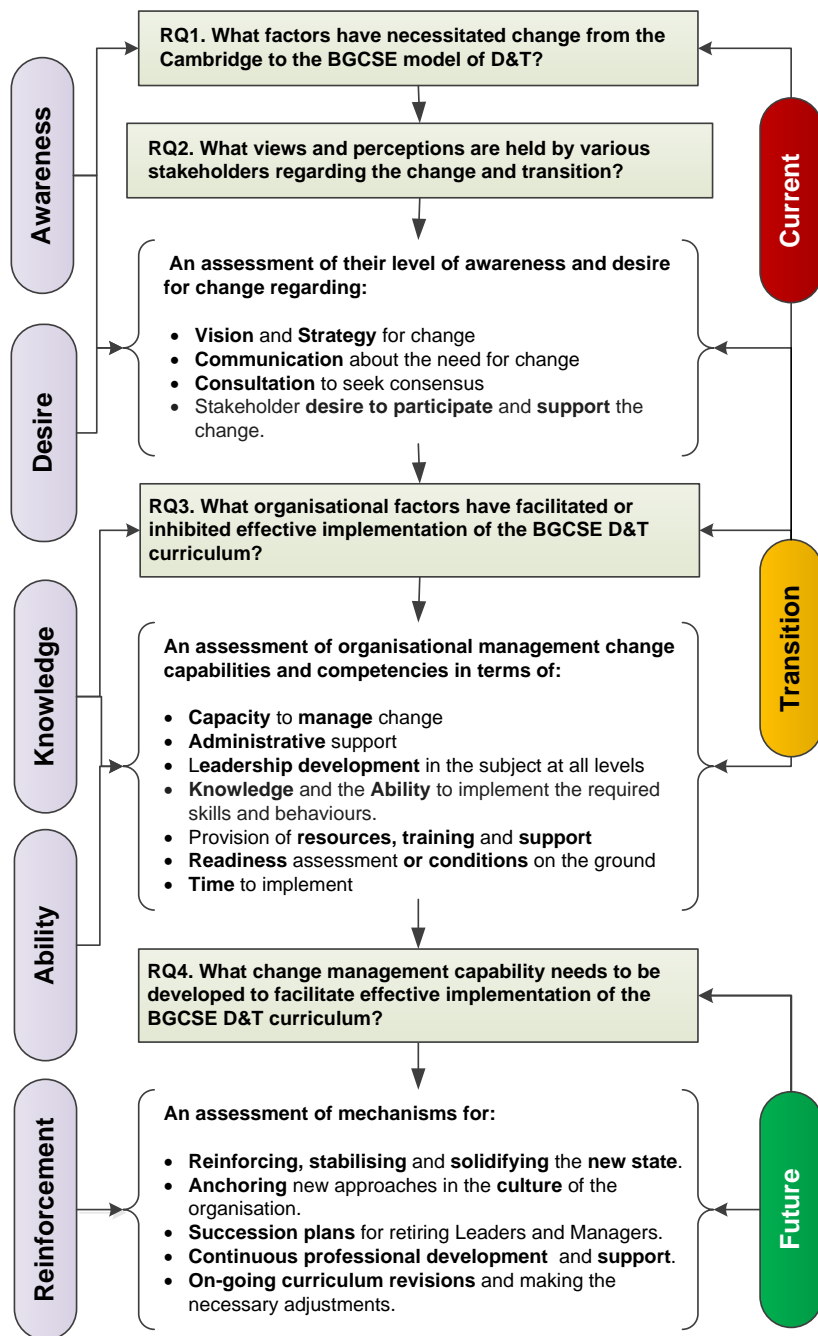 RQ1. What factors have necessitated change from the
Cambridge to the BGCSE model of D&T?
Awareness
RQ2. What views and perceptions are held by various
stakeholders regarding the change and transition?
Current
An assessment of their level of awareness and desire
for change regarding:
• Vision and Strategy for change
• Communication about the need for change
• Consultation to seek consensus
• Stakeholder desire to participate and support the
change.
Desire
RQ3. What organisational factors have facilitated or
inhibited effective implementation of the BGCSE D&T
curriculum?
Knowledge
Transition
An assessment of organisational management change
capabilities and competencies in terms of:
• Capacity to manage change
• Administrative support
• Leadership development in the subject at all levels
• Knowledge and the Ability to implement the required
skills and behaviours.
• Provision of resources, training and support
• Readiness assessment or conditions on the ground
• Time to implement
Ability
RQ4. What change management capability needs to be
developed to facilitate effective implementation of the
BGCSE D&T curriculum?
Reinforcement
An assessment of mechanisms for:
• Reinforcing, stabilising and solidifying the new state.
• Anchoring new approaches in the culture of the
organisation.
• Succession plans for retiring Leaders and Managers.
• Continuous professional development and support.
• On-going curriculum revisions and making the
necessary adjustments.
Future